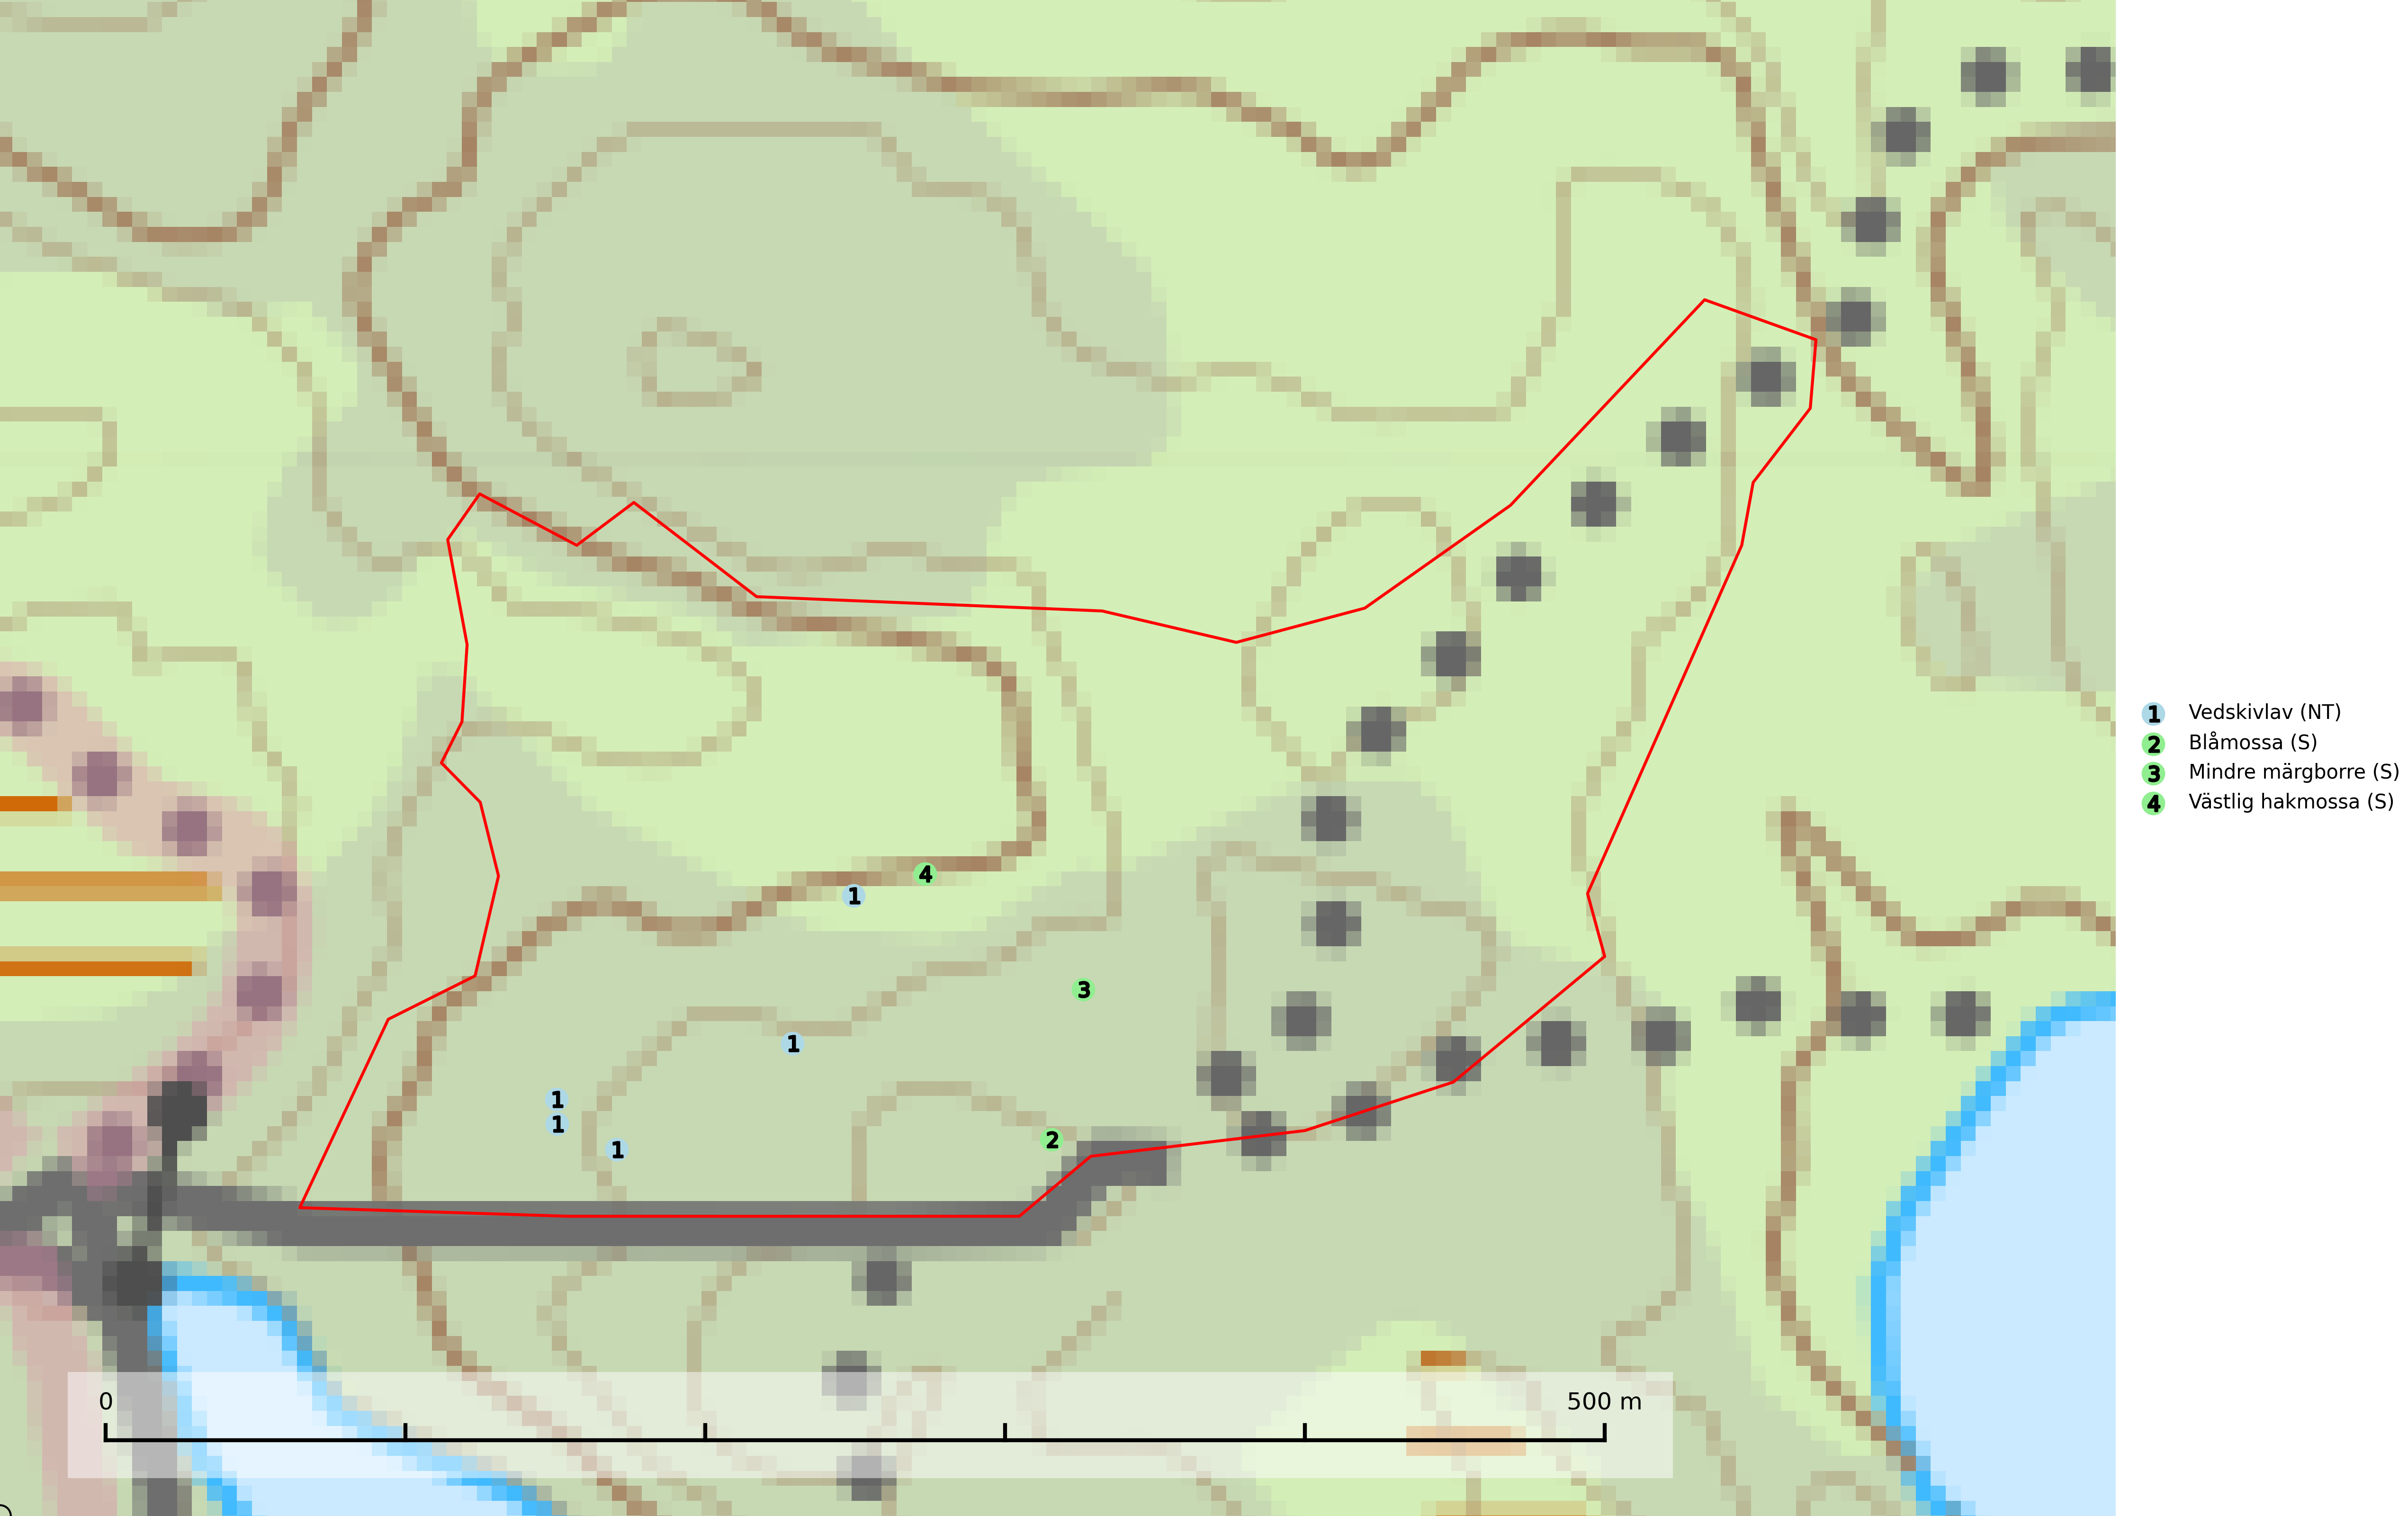 4
1
3
1
1
1
2
1
0 500 m
1 Vedskivlav (NT)
2 Blåmossa (S)
3 Mindre märgborre (S)
4 Västlig hakmossa (S)